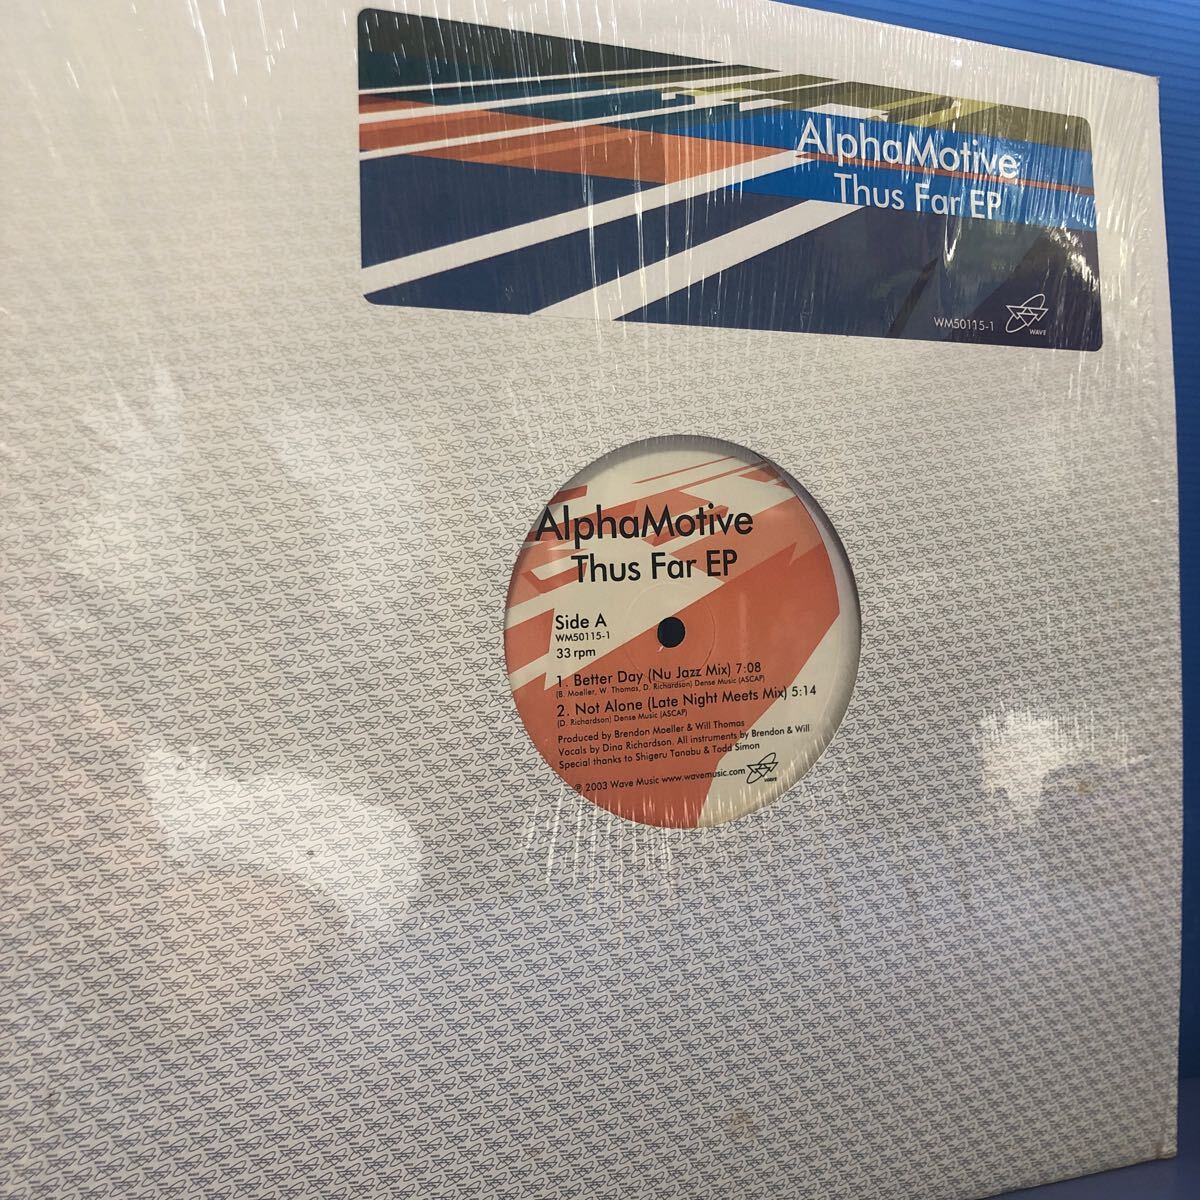 AlphaMotive
Thus Far EP
WM50115-1
WAVE
AlphaMotive
Thus Far EP
Side A
WM50115-1
33 rpm
1. Better Day (Nu Jazz Mix) 7:08
(B. Moeller, W. Thomas, D. Richardson) Dense Music (ASCAP)
2. Not Alone (Late Night Meets Mix) 5:14
(D. Richardson) Dense Music (ASCAP)
Produced by Brendon Moeller & Will Thomas
Vocals by Dina Richardson. All instruments by Brendon & Will
Special thanks to Shigeru Tanabu & Todd Simon
℗ 2003 Wave Music www.wavemusic.com
WAVE